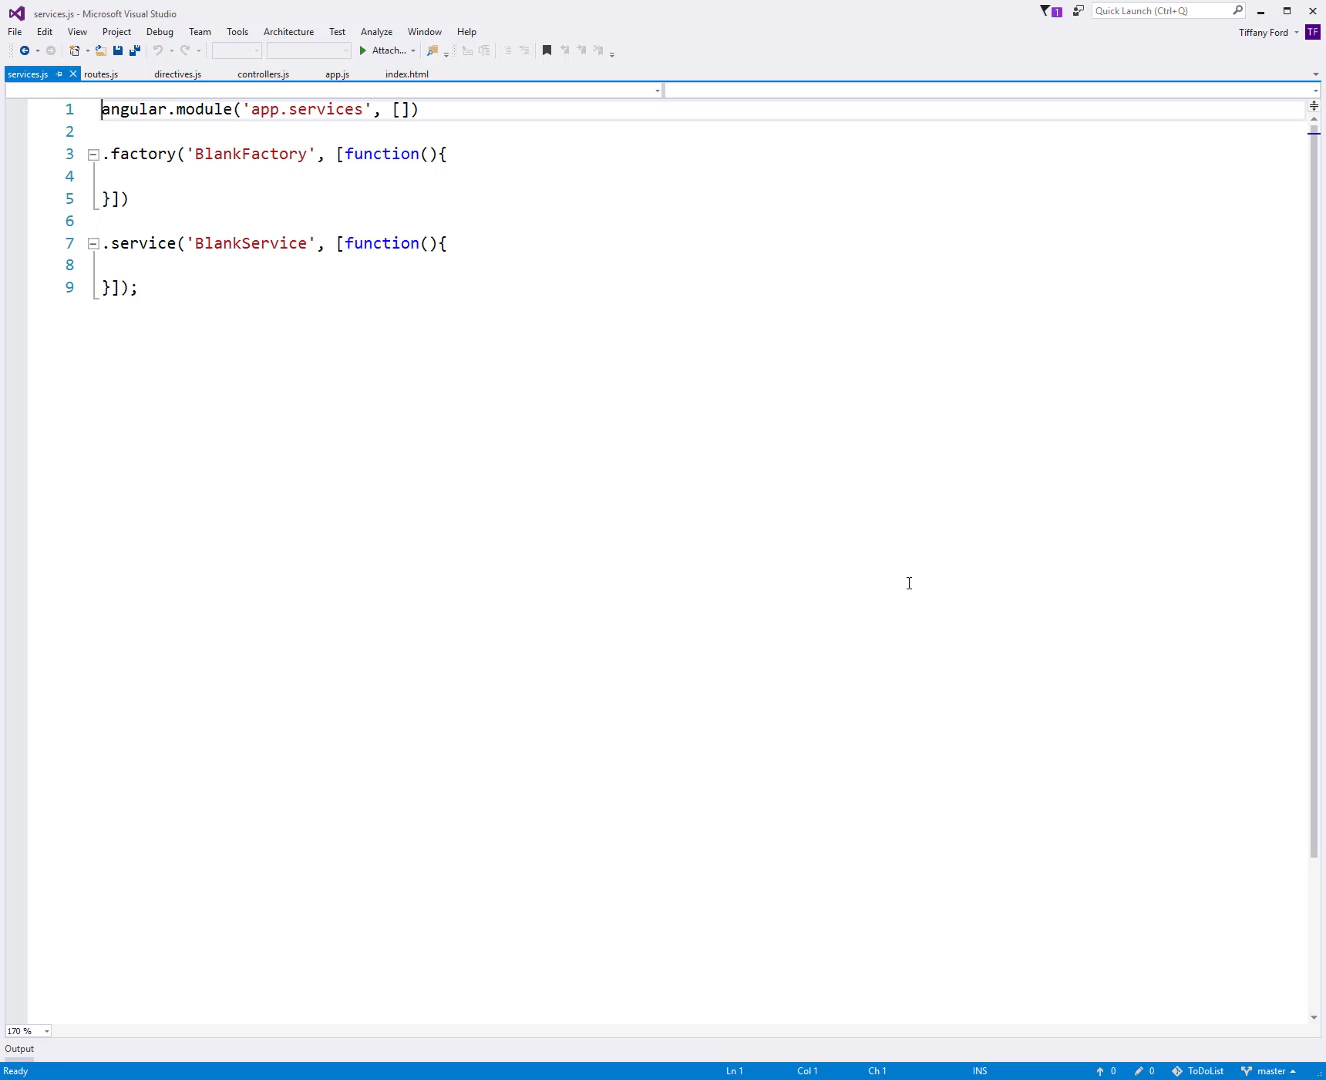 services.js - Microsoft Visual Studio
1
Quick Launch (Ctrl+Q)
File Edit View Project Debug Team Tools Architecture Test Analyze Window Help
Tiffany Ford
TF
Attach...
services.js routes.js directives.js controllers.js app.js index.html
1 angular.module('app.services', [])
2
3 .factory('BlankFactory', [function(){
4
5 }])
6
7 .service('BlankService', [function(){
8
9 }]);
170 %
Output
Ready Ln 1 Col 1 Ch 1 INS 0 0 ToDoList master